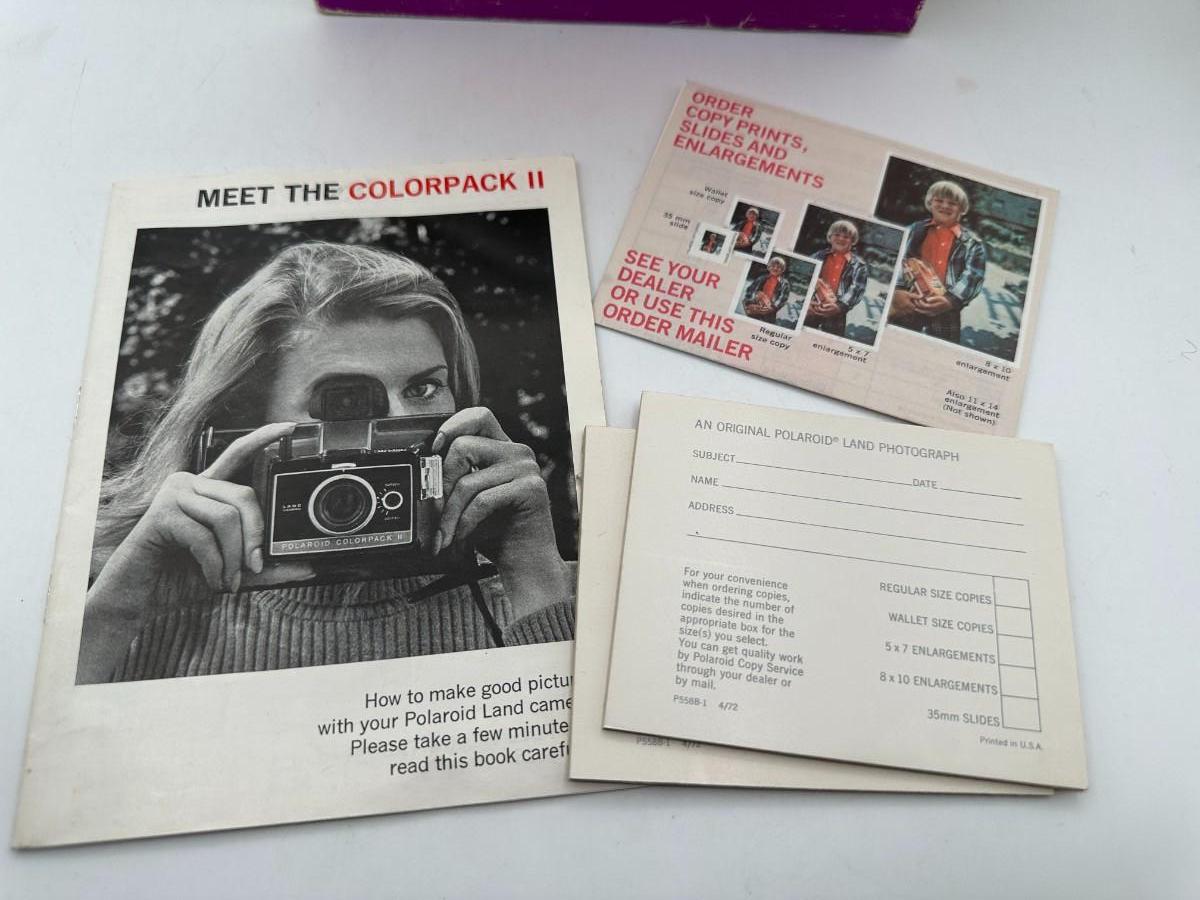 MEET THE COLORPACK II
LAND
POLAROID COLORPACK II
How to make good pictu
with your Polaroid Land came
Please take a few minute
read this book caref
ORDER
COPY PRINTS,
SLIDES AND
ENLARGEMENTS
Wallet
size copy
35 mm
slide
SEE YOUR
DEALER
OR USE THIS
ORDER MAILER
Regular
size copy
5 x 7
enlargement
8 x 10
enlargement
Also 11 x 14
enlargement
(Not shown)
AN ORIGINAL POLAROID® LAND PHOTOGRAPH
SUBJECT DATE
NAME
ADDRESS
For your convenience
when ordering copies,
indicate the number of
copies desired in the
appropriate box for the
size(s) you select.
You can get quality work
by Polaroid Copy Service
through your dealer or
by mail.
P558B-1 4/72
REGULAR SIZE COPIES
WALLET SIZE COPIES
5 x 7 ENLARGEMENTS
8 x 10 ENLARGEMENTS
35mm SLIDES
Printed in U.S.A.
P558B-1 4/72